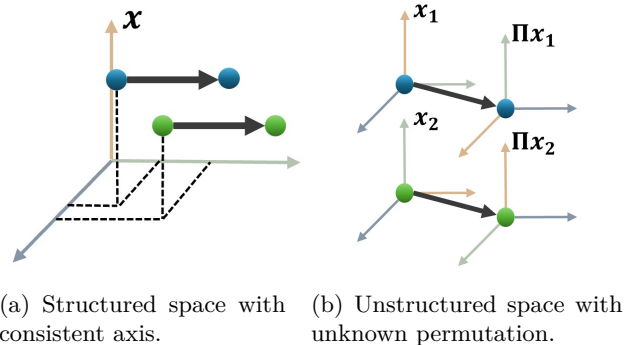 x
x₁
Πx₁
x₂
Πx₂
(a) Structured space with consistent axis.
(b) Unstructured space with unknown permutation.